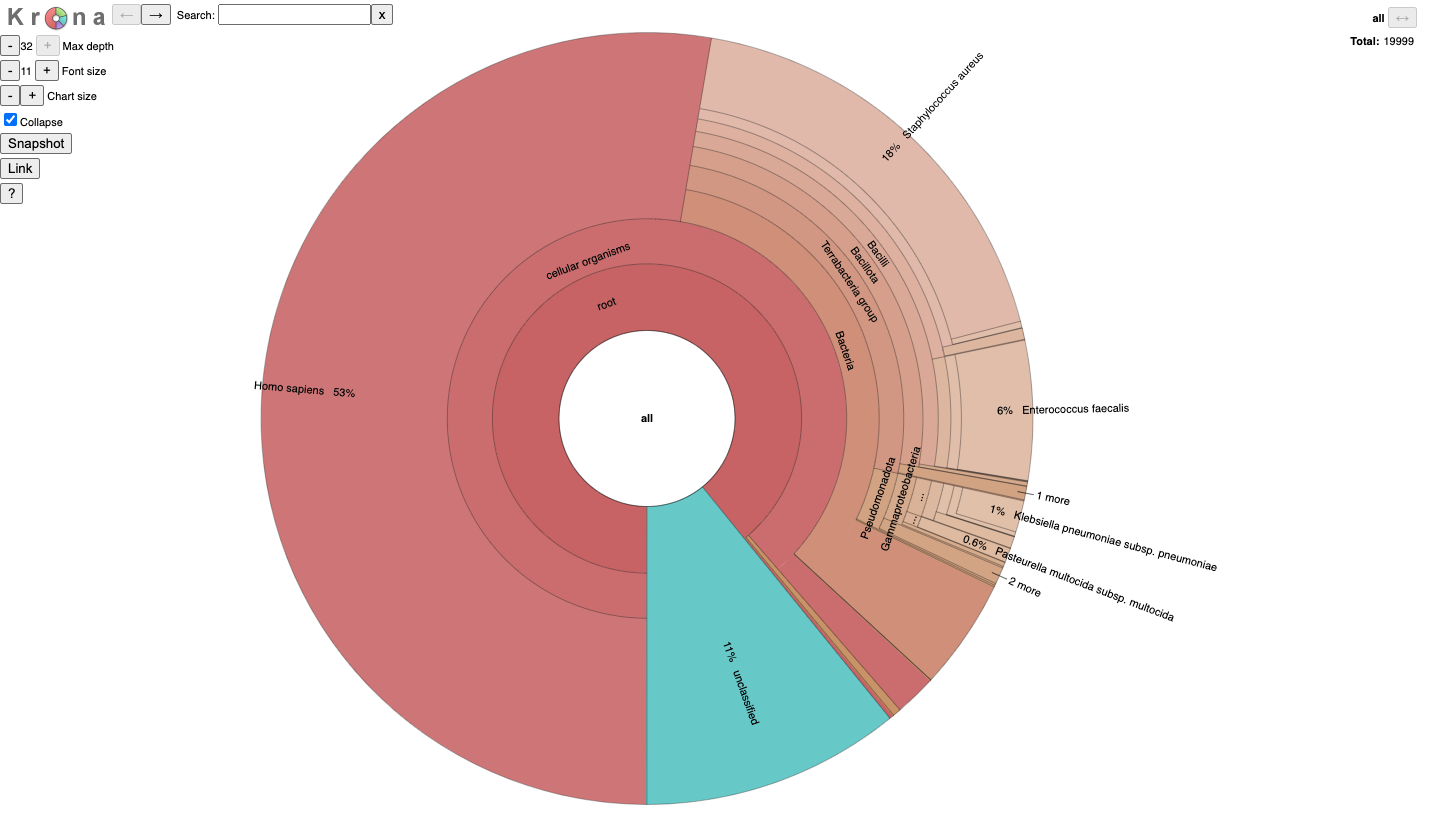 Krona ← → Search: x
all ↔
Total: 19999
- 32 + Max depth
- 11 + Font size
- + Chart size
Collapse
Snapshot
Link
?
Staphylococcus aureus
18%
Bacilli
Bacillota
Terrabacteria group
Bacteria
cellular organisms
root
Homo sapiens 53%
all
6% Enterococcus faecalis
Pseudomonadota
Gammaproteobacteria
1 more
1% Klebsiella pneumoniae subsp. pneumoniae
0.6% Pasteurella multocida subsp. multocida
2 more
11% unclassified